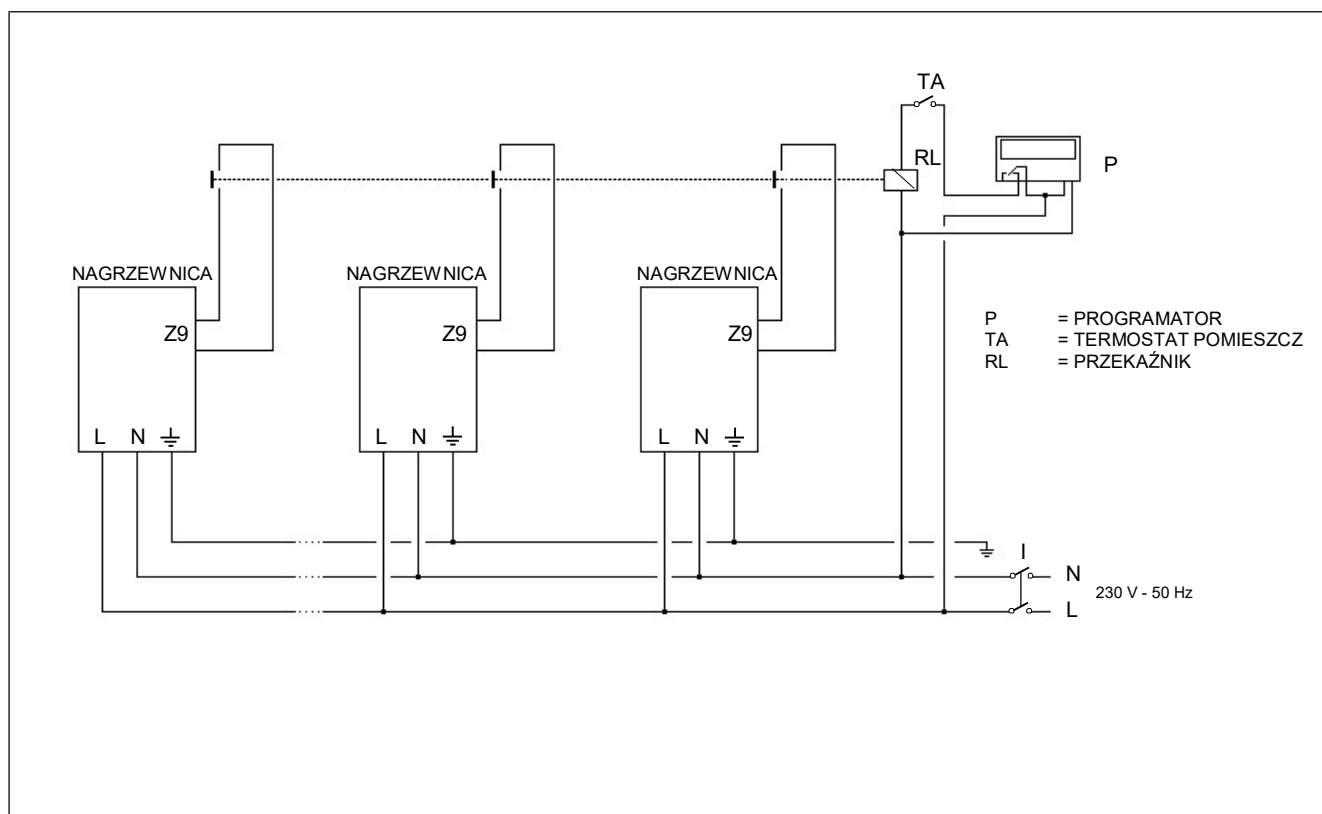 TA
RL
P
NAGRZEWNICA NAGRZEWNICA NAGRZEWNICA
Z9 Z9 Z9
P = PROGRAMATOR
TA = TERMOSTAT POMIESZCZ
RL = PRZEKAŹNIK
L N L N L N
I
N
230 V - 50 Hz
L